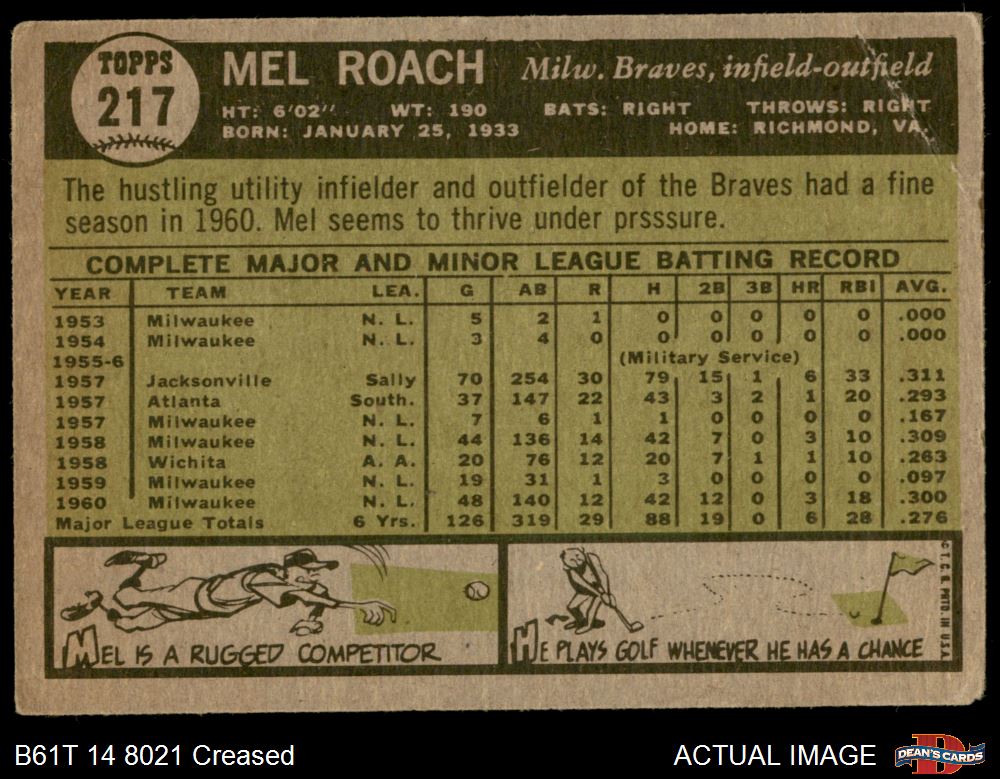 TOPPS
217
MEL ROACH Milw. Braves, infield-outfield
HT: 6'02" WT: 190 BATS: RIGHT THROWS: RIGHT
BORN: JANUARY 25, 1933 HOME: RICHMOND, VA.
The hustling utility infielder and outfielder of the Braves had a fine
season in 1960. Mel seems to thrive under prsssure.
COMPLETE MAJOR AND MINOR LEAGUE BATTING RECORD
YEAR TEAM LEA. G AB R H 2B 3B HR RBI AVG.
1953 Milwaukee N. L. 5 2 1 0 0 0 0 0 .000
1954 Milwaukee N. L. 3 4 0 0 0 0 0 0 .000
1955-6 (Military Service)
1957 Jacksonville Sally 70 254 30 79 15 1 6 33 .311
1957 Atlanta South. 37 147 22 43 3 2 1 20 .293
1957 Milwaukee N. L. 7 6 1 1 0 0 0 0 .167
1958 Milwaukee N. L. 44 136 14 42 7 0 3 10 .309
1958 Wichita A. A. 20 76 12 20 7 1 1 10 .263
1959 Milwaukee N. L. 19 31 1 3 0 0 0 0 .097
1960 Milwaukee N. L. 48 140 12 42 12 0 3 18 .300
Major League Totals 6 Yrs. 126 319 29 88 19 0 6 28 .276
MEL IS A RUGGED COMPETITOR
HE PLAYS GOLF WHENEVER HE HAS A CHANCE
© T. C. G. PRTD. IN U.S.A.
B61T 14 8021 Creased
ACTUAL IMAGE
DEAN'S CARDS